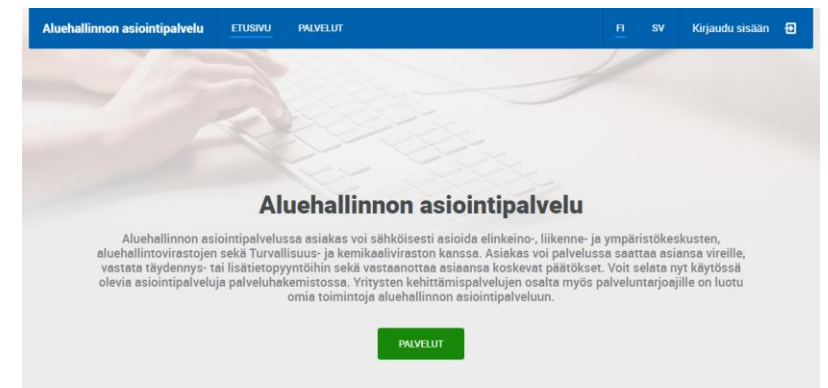 Aluehallinnon asiointipalvelu ETUSIVU PALVELUT FI SV Kirjaudu sisään
Aluehallinnon asiointipalvelu
Aluehallinnon asiointipalvelussa asiakas voi sähköisesti asioida elinkeino-, liikenne- ja ympäristökeskusten,
aluehallintovirastojen sekä Turvallisuus- ja kemikaaliviraston kanssa. Asiakas voi palvelussa saattaa asiansa vireille,
vastata täydennys- tai lisätietopyyntöihin sekä vastaanottaa asiaansa koskevat päätökset. Voit selata nyt käytössä
olevia asiointipalveluja palveluhakemistossa. Yritysten kehittämispalvelujen osalta myös palveluntarjoajille on luotu
omia toimintoja aluehallinnon asiointipalveluun.
PALVELUT